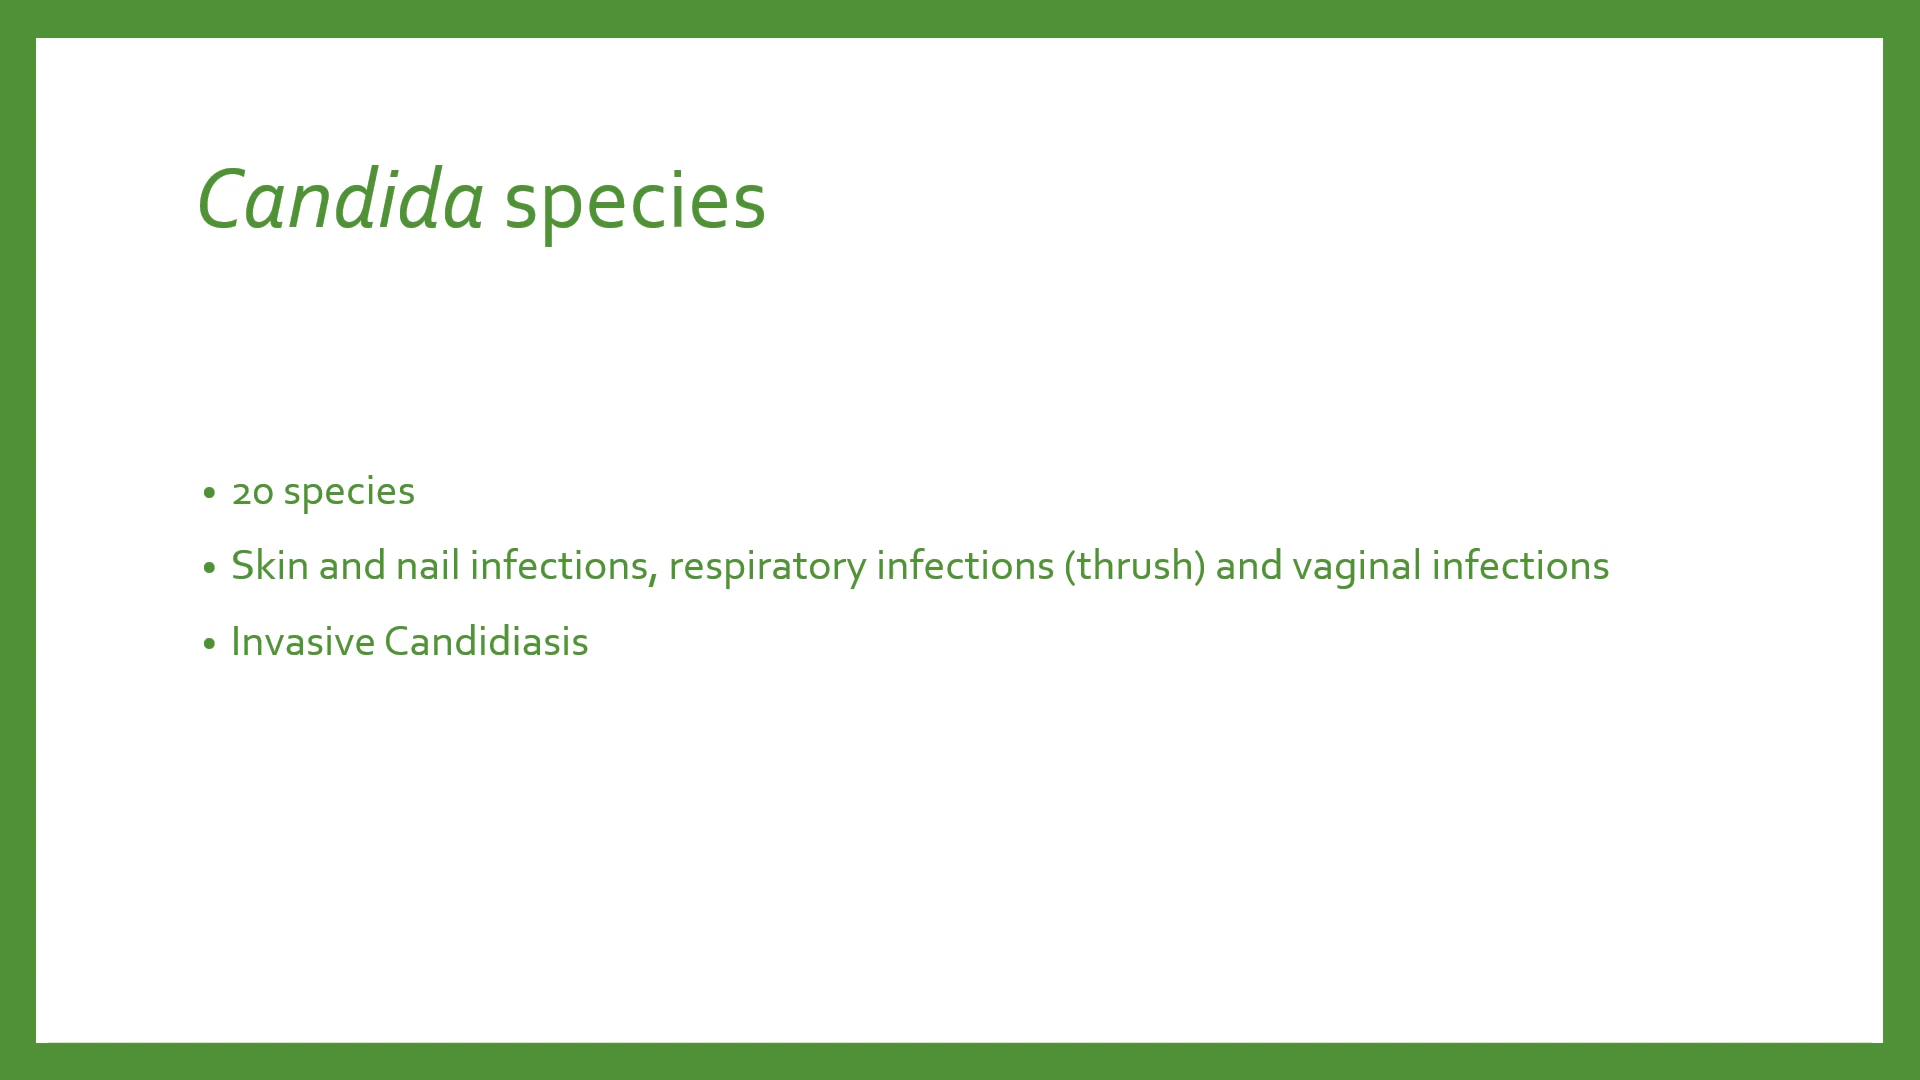 Candida species
• 20 species
• Skin and nail infections, respiratory infections (thrush) and vaginal infections
• Invasive Candidiasis